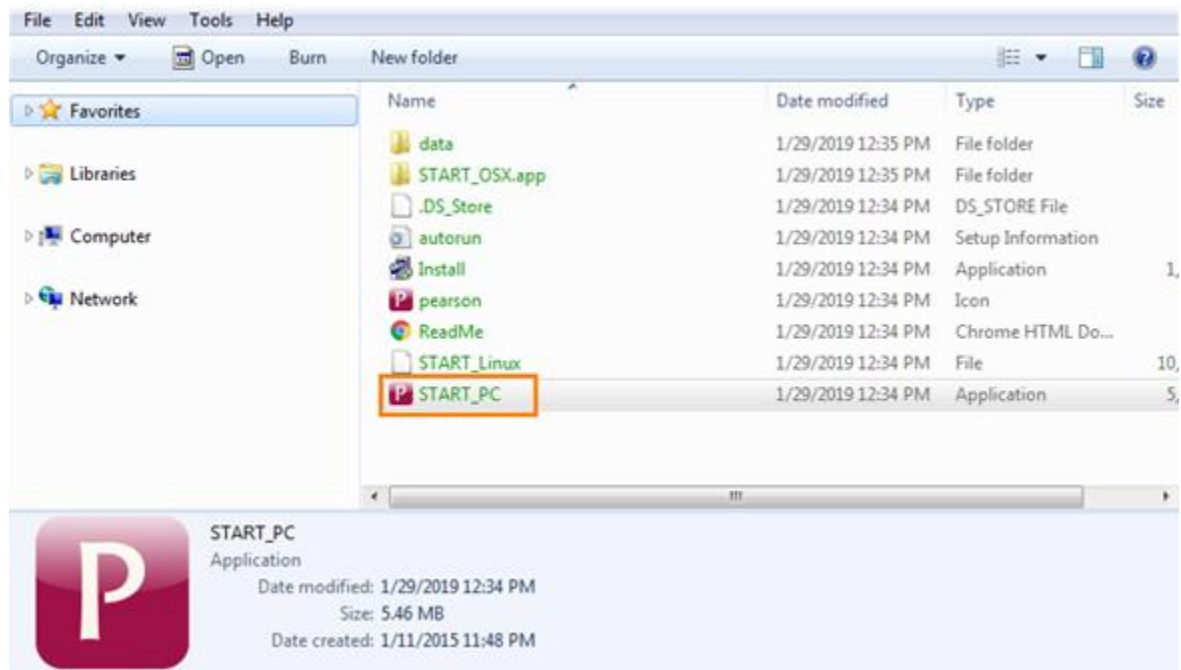 File Edit View Tools Help
Organize Open Burn New folder
Favorites
Libraries
Computer
Network
Name Date modified Type Size
data 1/29/2019 12:35 PM File folder
START_OSX.app 1/29/2019 12:35 PM File folder
.DS_Store 1/29/2019 12:34 PM DS_STORE File
autorun 1/29/2019 12:34 PM Setup Information
Install 1/29/2019 12:34 PM Application 1,
P pearson 1/29/2019 12:34 PM Icon
ReadMe 1/29/2019 12:34 PM Chrome HTML Do...
START_Linux 1/29/2019 12:34 PM File 10,
P START_PC 1/29/2019 12:34 PM Application 5,
P
START_PC
Application
Date modified: 1/29/2019 12:34 PM
Size: 5.46 MB
Date created: 1/11/2015 11:48 PM